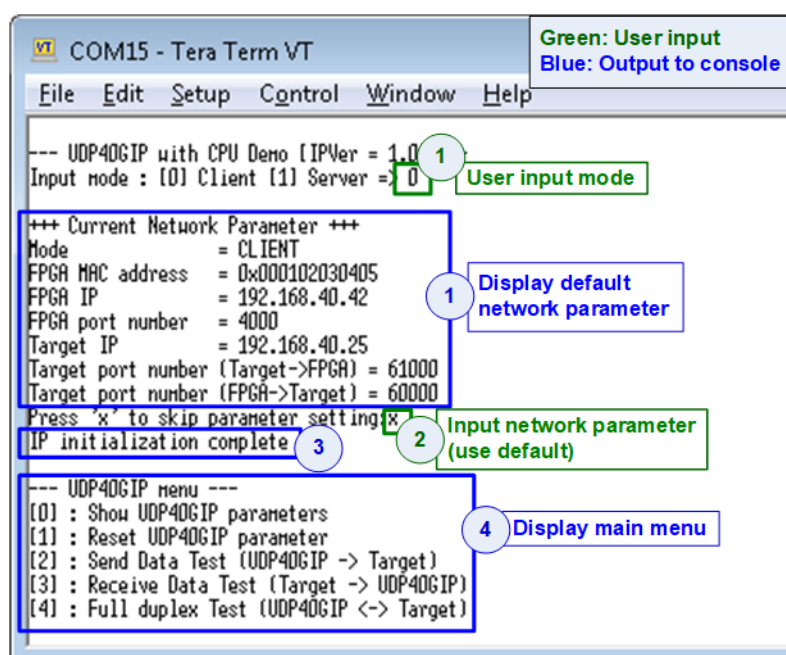 VT COM15 - Tera Term VT
Green: User input
Blue: Output to console
File Edit Setup Control Window Help
--- UDP40GIP with CPU Demo [IPVer = 1.0
1
Input mode : [0] Client [1] Server => 0
User input mode
+++ Current Network Parameter +++
Mode = CLIENT
FPGA MAC address = 0x000102030405
FPGA IP = 192.168.40.42
FPGA port number = 4000
Target IP = 192.168.40.25
Target port number (Target->FPGA) = 61000
Target port number (FPGA->Target) = 60000
1
Display default
network parameter
Press 'x' to skip parameter setting:x
2
Input network parameter
(use default)
IP initialization complete
3
--- UDP40GIP menu ---
[0] : Show UDP40GIP parameters
[1] : Reset UDP40GIP parameter
[2] : Send Data Test (UDP40GIP -> Target)
[3] : Receive Data Test (Target -> UDP40GIP)
[4] : Full duplex Test (UDP40GIP <-> Target)
4
Display main menu